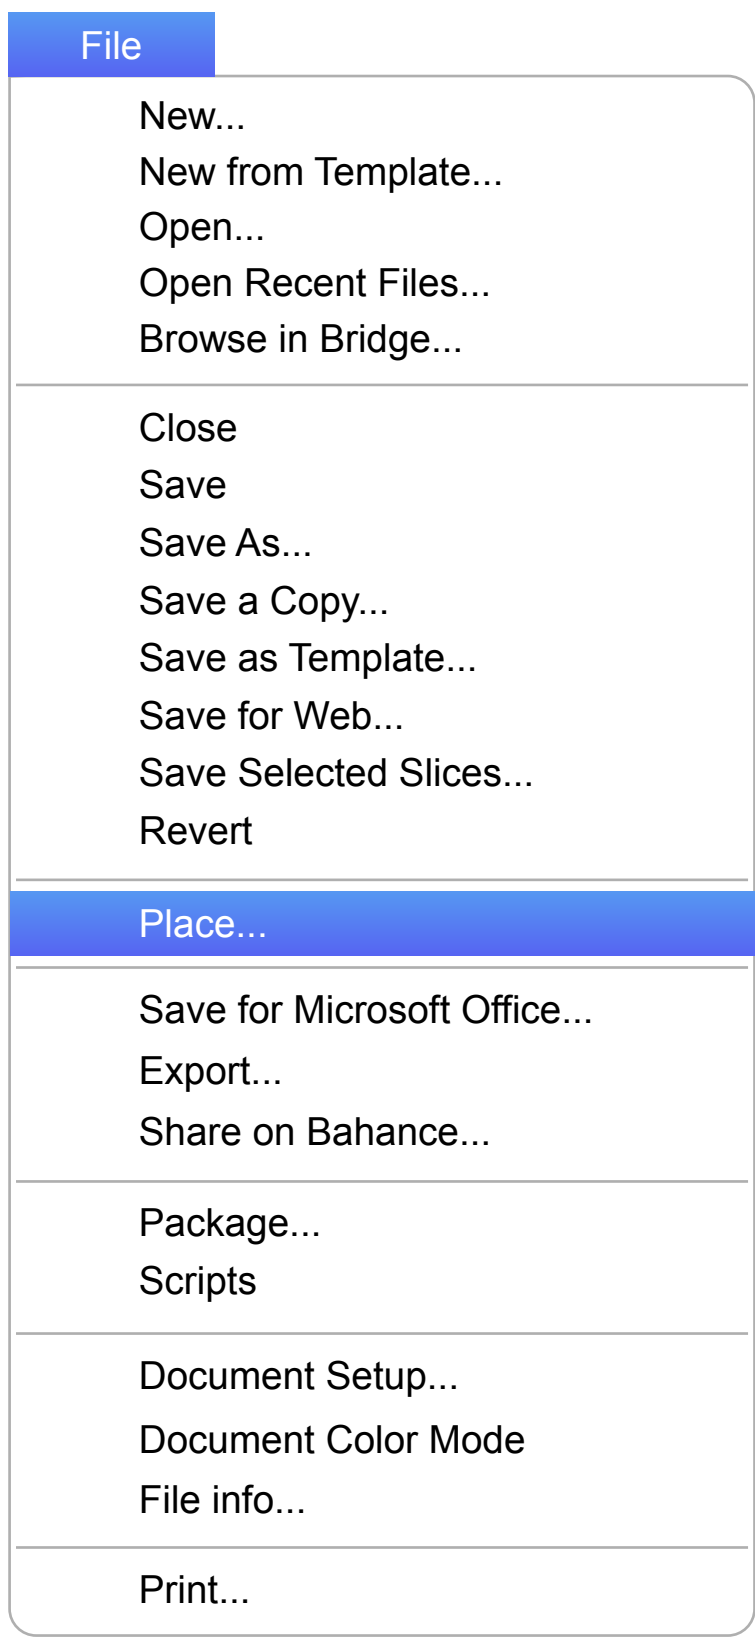 File
New...
New from Template...
Open...
Open Recent Files...
Browse in Bridge...
Close
Save
Save As...
Save a Copy...
Save as Template...
Save for Web...
Save Selected Slices...
Revert
Place...
Save for Microsoft Office...
Export...
Share on Bahance...
Package...
Scripts
Document Setup...
Document Color Mode
File info...
Print...